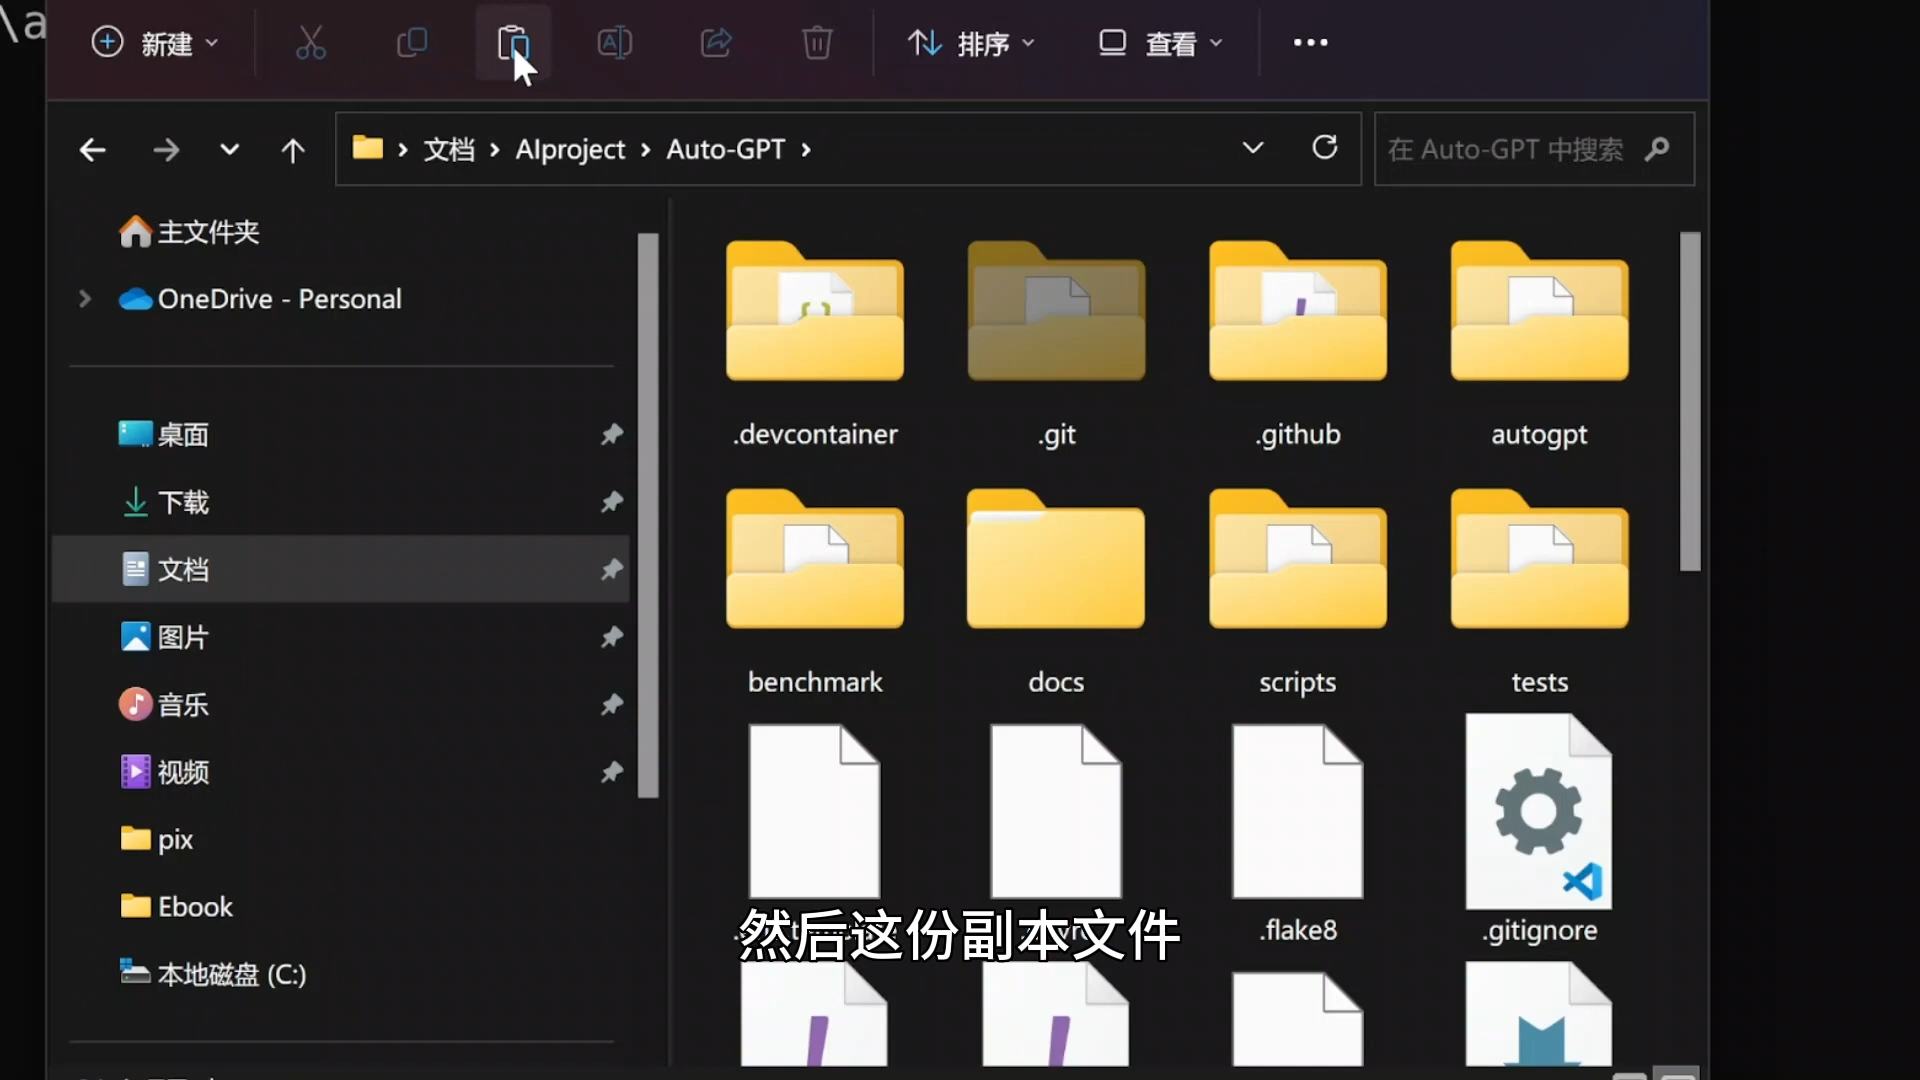 \a
新建
排序
查看
文档 AIproject Auto-GPT
在 Auto-GPT 中搜索
主文件夹
OneDrive - Personal
桌面
下载
文档
图片
音乐
视频
pix
Ebook
本地磁盘 (C:)
.devcontainer
.git
.github
autogpt
benchmark
docs
scripts
tests
.flake8
.gitignore
然后这份副本文件